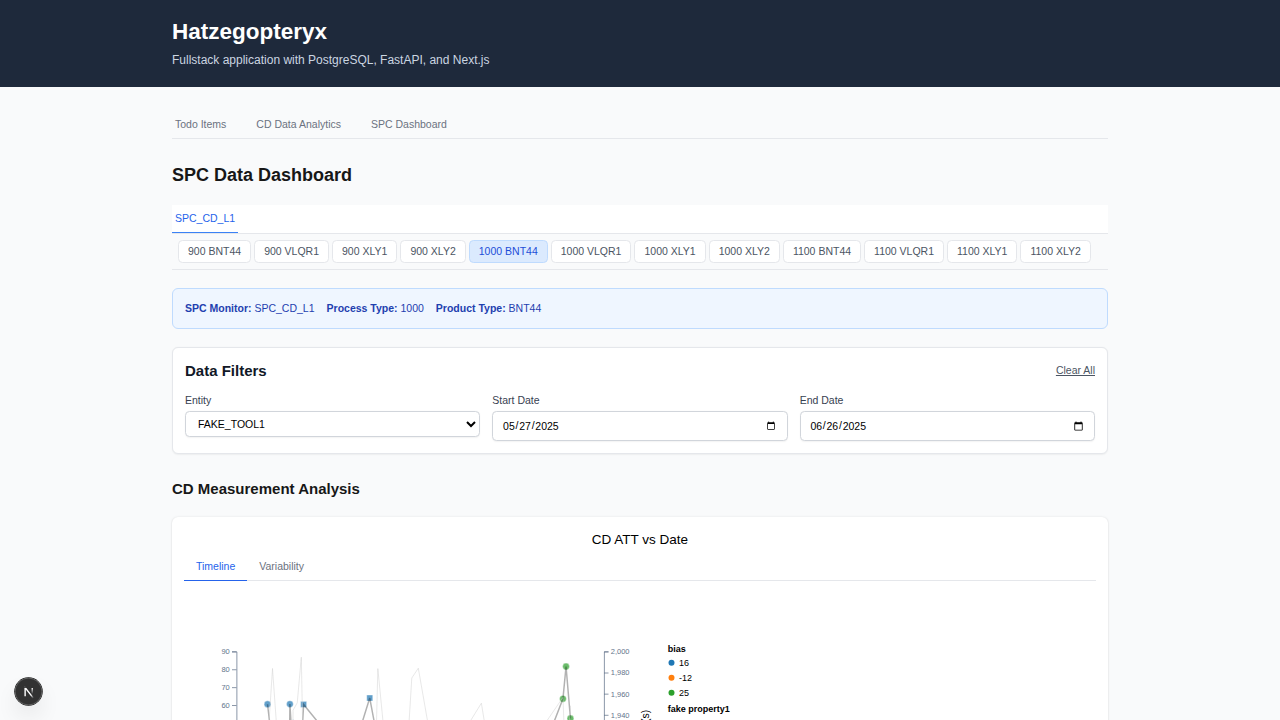 Hatzegopteryx
Fullstack application with PostgreSQL, FastAPI, and Next.js
Todo Items CD Data Analytics SPC Dashboard
SPC Data Dashboard
SPC_CD_L1
900 BNT44 900 VLQR1 900 XLY1 900 XLY2 1000 BNT44 1000 VLQR1 1000 XLY1 1000 XLY2 1100 BNT44 1100 VLQR1 1100 XLY1 1100 XLY2
SPC Monitor: SPC_CD_L1 Process Type: 1000 Product Type: BNT44
Data Filters Clear All
Entity Start Date End Date
FAKE_TOOL1 05/27/2025 06/26/2025
CD Measurement Analysis
CD ATT vs Date
Timeline Variability
bias
90 2,000
16
80 1,980
-12
70 25
1,960
60 fake property1
1,940
N